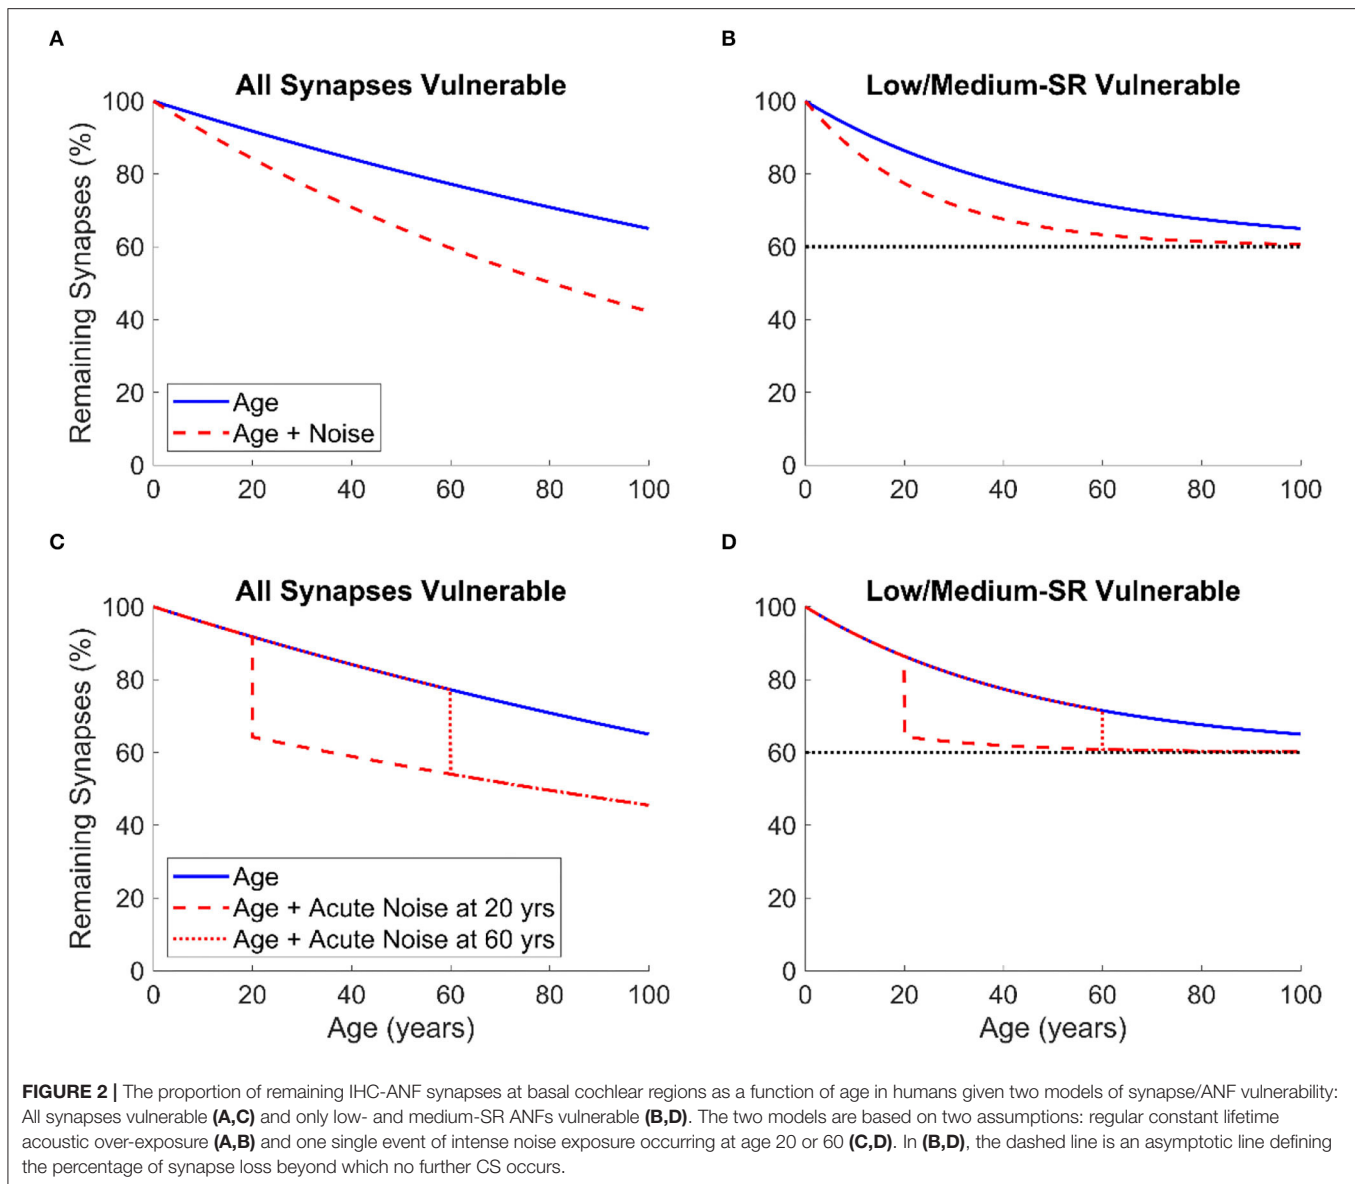 A
All Synapses Vulnerable
Remaining Synapses (%)
100
80
60
40
20
0
Age
Age + Noise
0 20 40 60 80 100
B
Low/Medium-SR Vulnerable
100
80
60
40
20
0
0 20 40 60 80 100
C
All Synapses Vulnerable
Remaining Synapses (%)
100
80
60
40
20
0
Age
Age + Acute Noise at 20 yrs
Age + Acute Noise at 60 yrs
0 20 40 60 80 100
Age (years)
D
Low/Medium-SR Vulnerable
100
80
60
40
20
0
0 20 40 60 80 100
Age (years)
FIGURE 2 | The proportion of remaining IHC-ANF synapses at basal cochlear regions as a function of age in humans given two models of synapse/ANF vulnerability:
All synapses vulnerable (A,C) and only low- and medium-SR ANFs vulnerable (B,D). The two models are based on two assumptions: regular constant lifetime
acoustic over-exposure (A,B) and one single event of intense noise exposure occurring at age 20 or 60 (C,D). In (B,D), the dashed line is an asymptotic line defining
the percentage of synapse loss beyond which no further CS occurs.